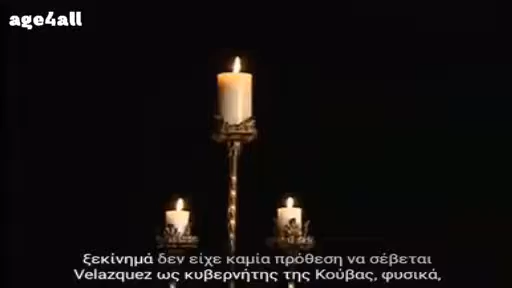 age4all
ξεκίνημά δεν είχε καμία πρόθεση να σέβεται
Velazquez ως κυβερνήτης της Κούβας, φυσικά,